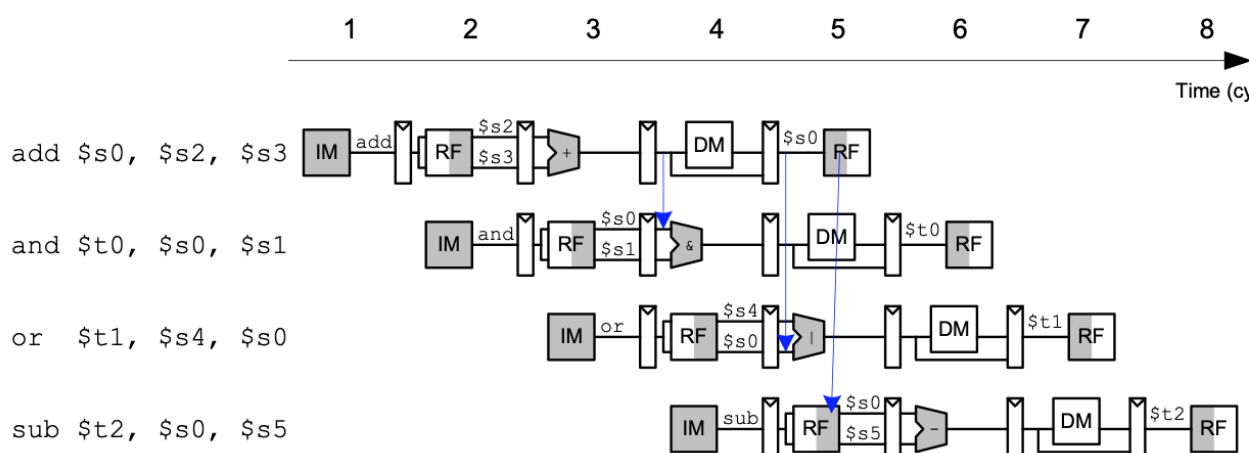 1 2 3 4 5 6 7 8
Time (cy
add $s0, $s2, $s3 IM add RF $s2 $s3 + DM $s0 RF
and $t0, $s0, $s1 IM and RF $s0 $s1 & DM $t0 RF
or $t1, $s4, $s0 IM or RF $s4 $s0 | DM $t1 RF
sub $t2, $s0, $s5 IM sub RF $s0 $s5 - DM $t2 RF